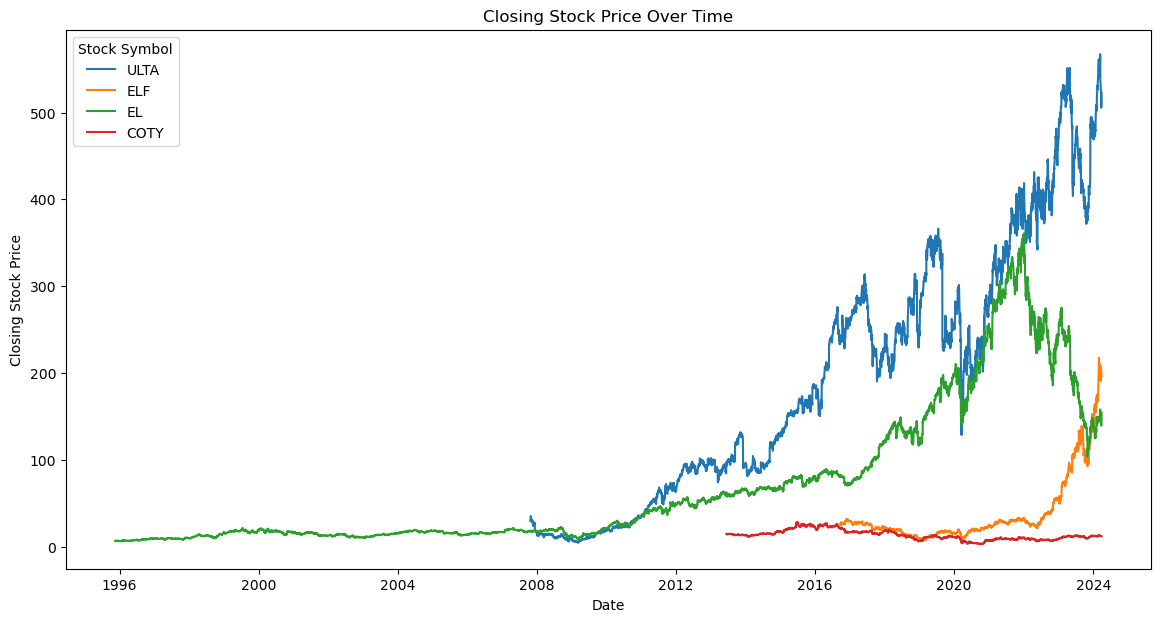 Closing Stock Price Over Time
Stock Symbol
ULTA
ELF
EL
COTY
Closing Stock Price
500
400
300
200
100
0
1996
2000
2004
2008
2012
2016
2020
2024
Date